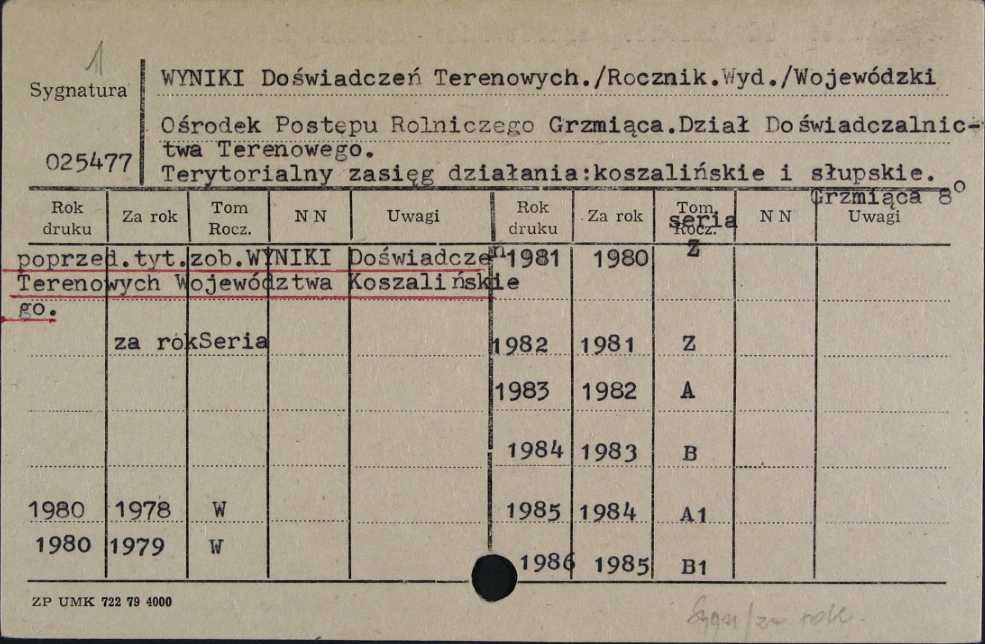 1
Sygnatura
025477
WYNIKI Doświadczeń Terenowych./Rocznik.Wyd./Wojewódzki
Ośrodek Postępu Rolniczego Grzmiąca.Dział Doświadczalnic-
twa Terenowego.
Terytorialny zasięg działania:koszalińskie i słupskie.
Grzmiąca 8°
Rok druku Za rok Tom Rocz. N N Uwagi Rok druku Za rok Tom Rocz. N N Uwagi
seria
poprzed.tyt.zob.WYNIKI Doświadczeń
Terenowych Województwa Koszalińskie
go.
1981 1980 Z
za rok Seria
1982 1981 Z
1983 1982 A
1984 1983 B
1980 1978 W
1985 1984 A1
1980 1979 W
1986 1985 B1
ZP UMK 722 79 4000
Sygn/za rok.